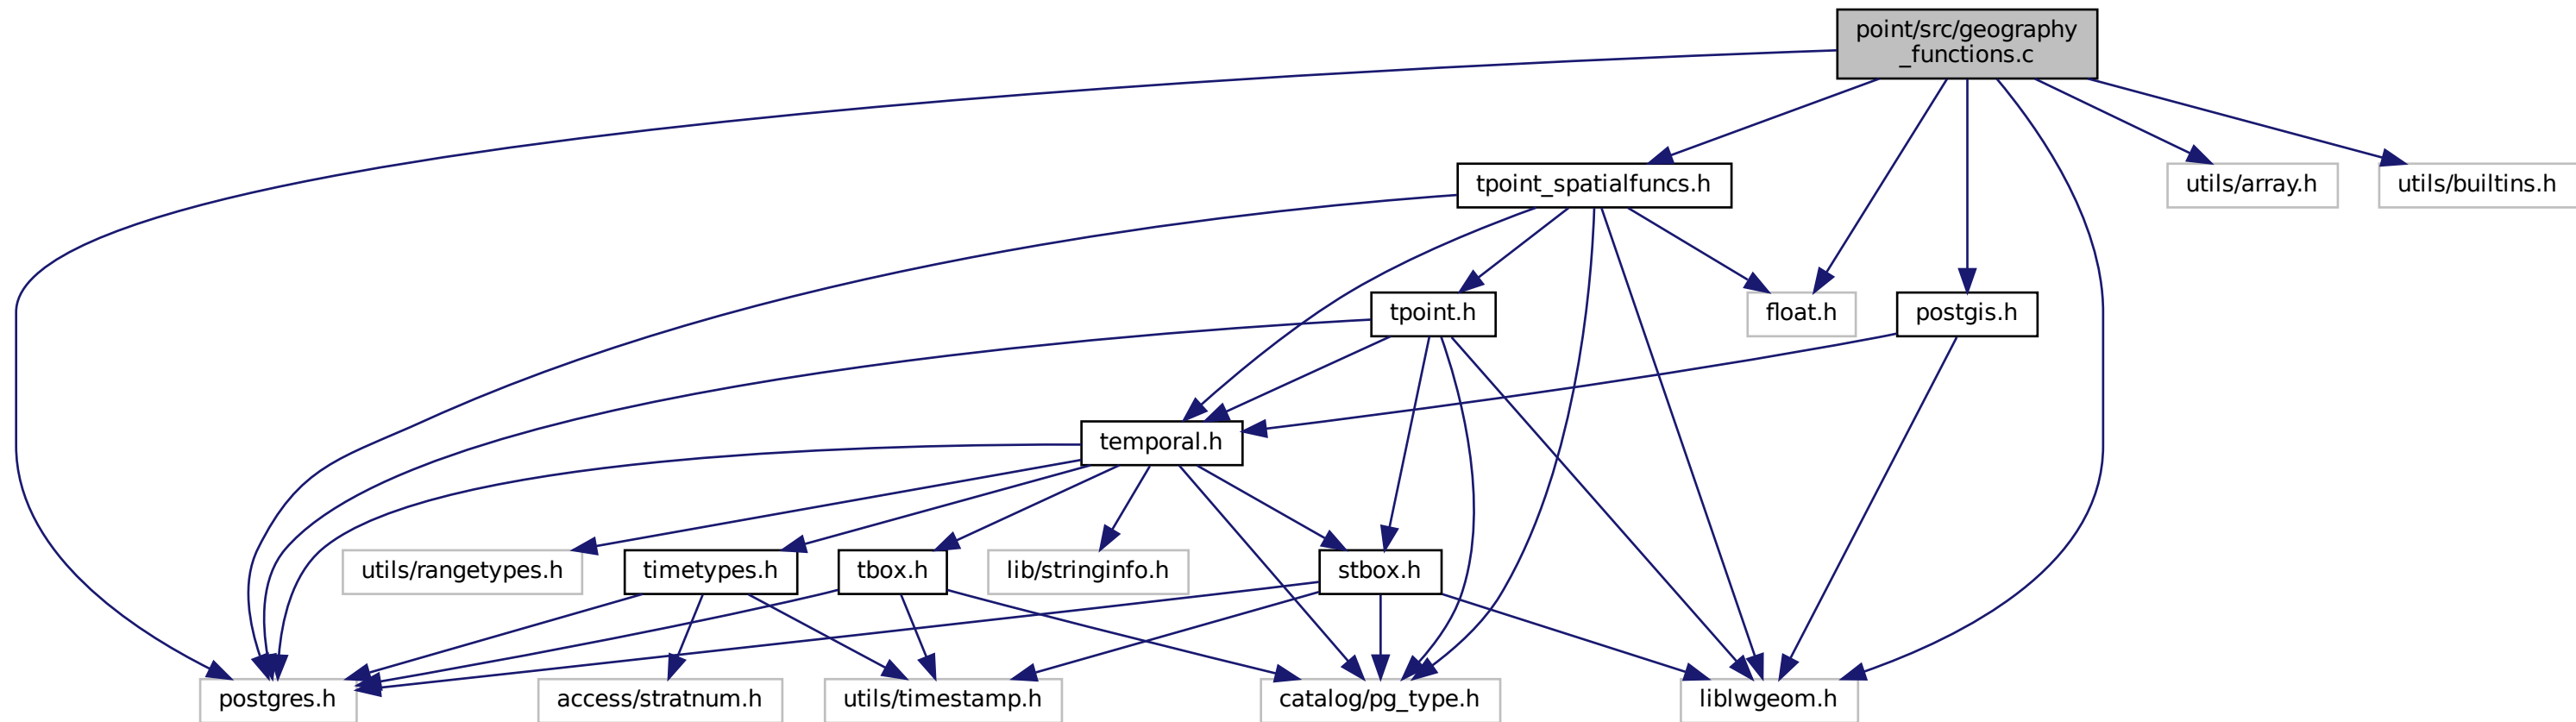 point/src/geography
_functions.c
tpoint_spatialfuncs.h
utils/array.h
utils/builtins.h
tpoint.h
float.h
postgis.h
temporal.h
utils/rangetypes.h
timetypes.h
tbox.h
lib/stringinfo.h
stbox.h
postgres.h
access/stratnum.h
utils/timestamp.h
catalog/pg_type.h
liblwgeom.h